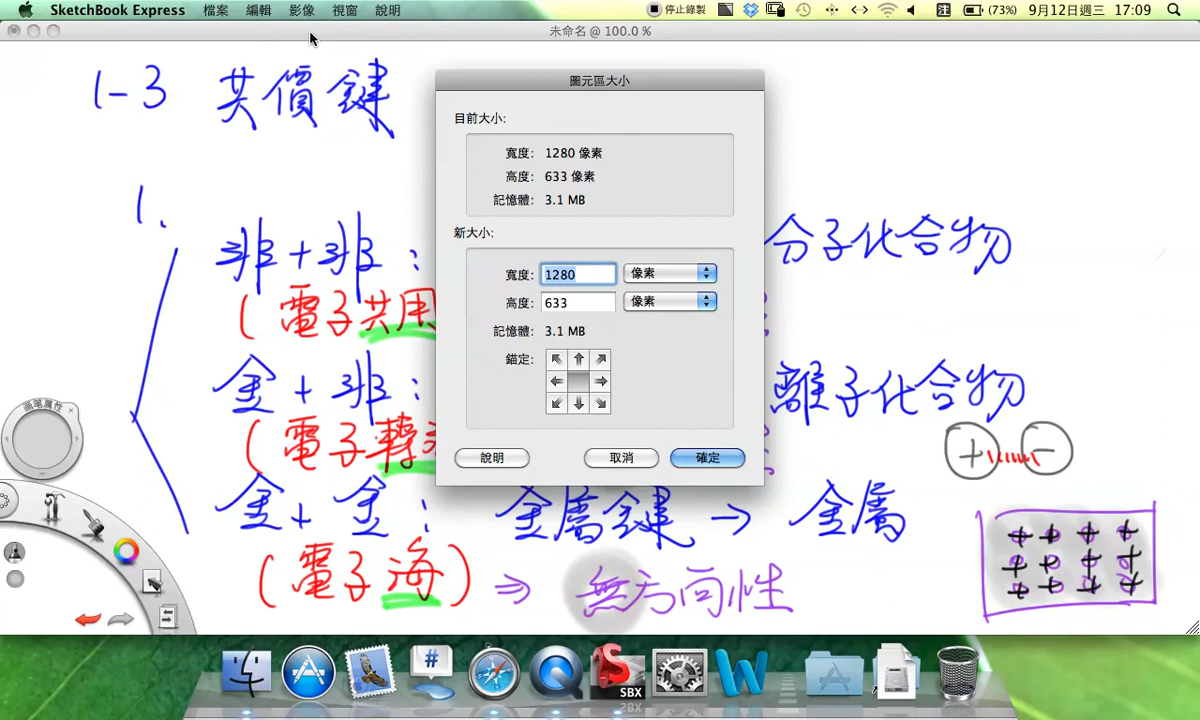 SketchBook Express 檔案 編輯 影像 視窗 說明 停止錄製 注 (73%) 9月12日週三 17:09
未命名 @ 100.0 %
1-3 共價鍵
圖元區大小
目前大小:
寬度: 1280 像素
高度: 633 像素
記憶體: 3.1 MB
新大小:
寬度: 1280 像素
高度: 633 像素
記憶體: 3.1 MB
錨定:
說明 取消 確定
1.
非+非: 分子化合物
(電子共用
金+非: 離子化合物
(電子轉
+ -
金+金: 金屬鍵 → 金屬
(電子海) ⇒ 無方向性
画笔属性
#
SBX
W